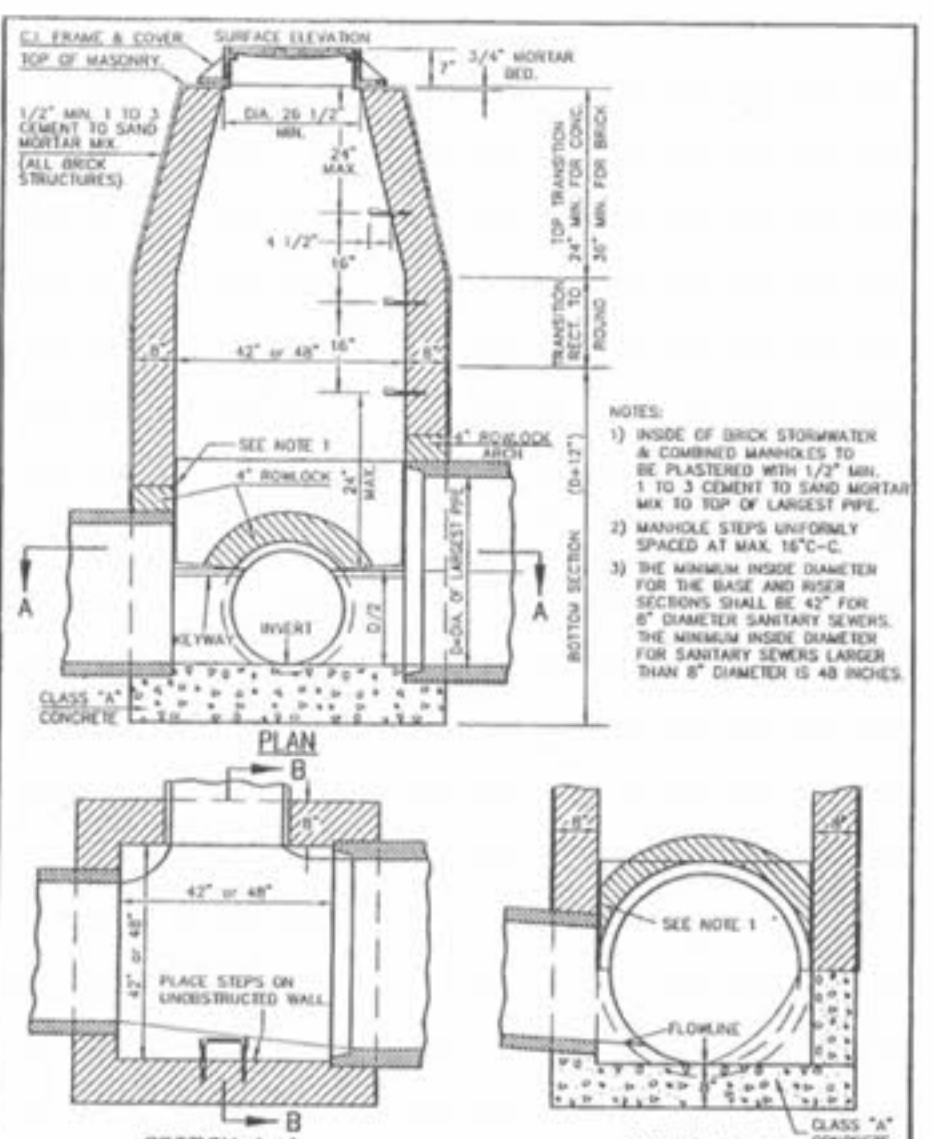 C.I. FRAME & COVER
SURFACE ELEVATION
TOP OF MASONRY.
7"
3/4" MORTAR
BED.
1/2" MIN. 1 TO 3
CEMENT TO SAND
MORTAR MIX.
(ALL BRICK
STRUCTURES)
DIA. 26 1/2"
MIN.
24"
MAX.
4 1/2"
16"
16"
8"
42" or 48"
8"
TOP TRANSITION
24" MIN. FOR CONC.
30" MIN. FOR BRICK
TRANSITION
RECT. TO
ROUND
BOTTOM SECTION (D+12")
SEE NOTE 1
4" ROWLOCK
4" ROWLOCK
ARCH
24"
MAX
A
A
KEYWAY
INVERT
D/2
D=DIA. OF LARGEST PIPE
CLASS "A"
CONCRETE
NOTES:
1) INSIDE OF BRICK STORMWATER
& COMBINED MANHOLES TO
BE PLASTERED WITH 1/2" MIN.
1 TO 3 CEMENT TO SAND MORTAR
MIX TO TOP OF LARGEST PIPE.
2) MANHOLE STEPS UNIFORMLY
SPACED AT MAX. 16"C-C.
3) THE MINIMUM INSIDE DIAMETER
FOR THE BASE AND RISER
SECTIONS SHALL BE 42" FOR
8" DIAMETER SANITARY SEWERS.
THE MINIMUM INSIDE DIAMETER
FOR SANITARY SEWERS LARGER
THAN 8" DIAMETER IS 48 INCHES.
PLAN
B
8"
42" or 48"
42" or 48"
PLACE STEPS ON
UNOBSTRUCTED WALL
B
8"
SEE NOTE 1
FLOWLINE
8"
CLASS "A"